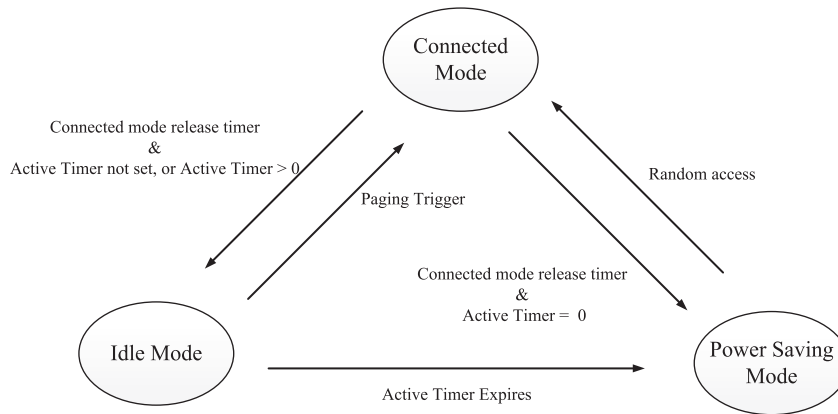 Connected
Mode
Connected mode release timer
&
Active Timer not set, or Active Timer > 0
Paging Trigger
Random access
Connected mode release timer
&
Active Timer = 0
Idle Mode
Power Saving
Mode
Active Timer Expires